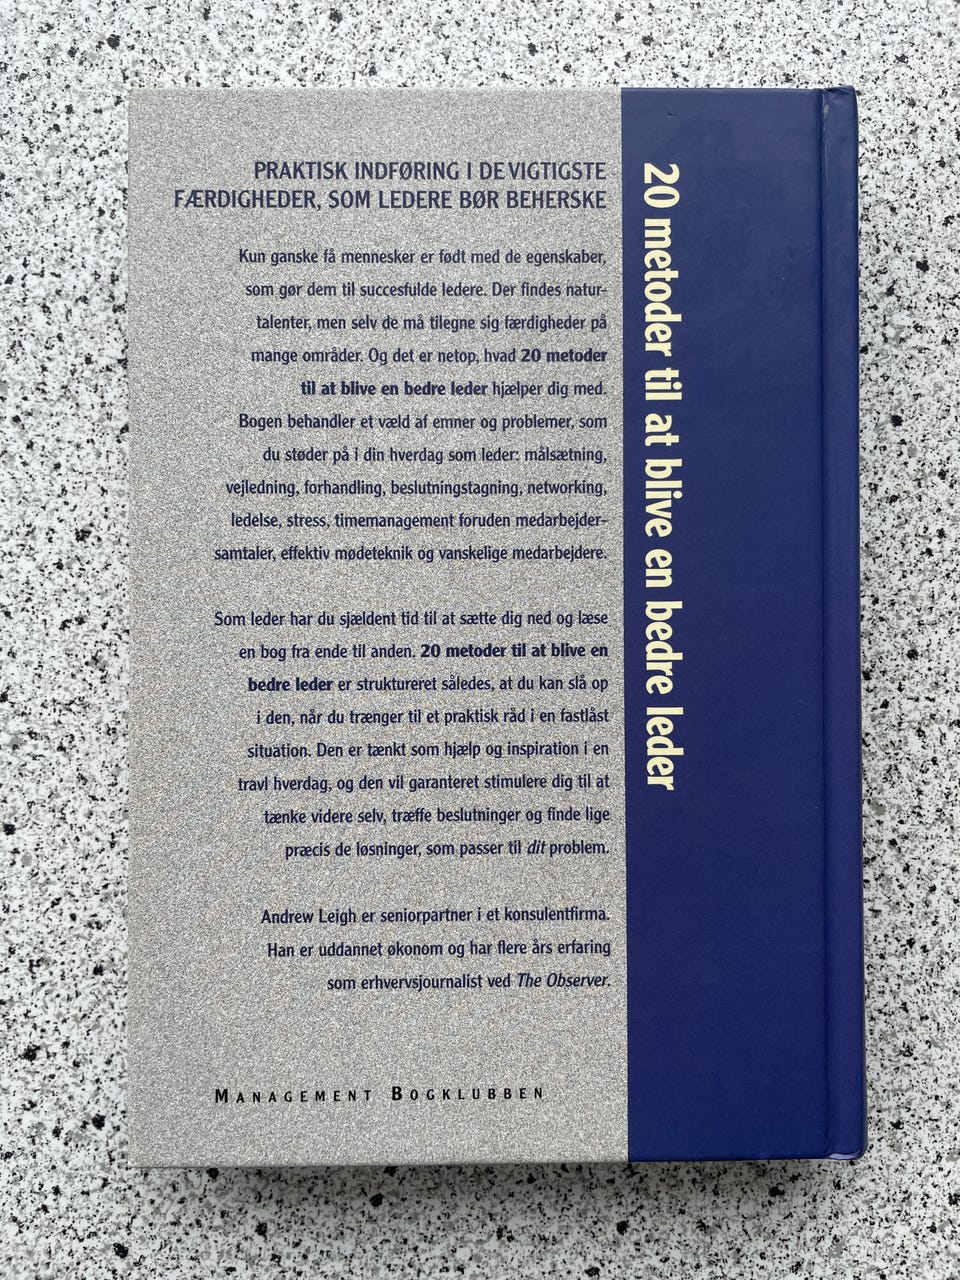 PRAKTISK INDFØRING I DE VIGTIGSTE
FÆRDIGHEDER, SOM LEDERE BØR BEHERSKE
Kun ganske få mennesker er født med de egenskaber,
som gør dem til succesfulde ledere. Der findes natur-
talenter, men selv de må tilegne sig færdigheder på
mange områder. Og det er netop, hvad 20 metoder
til at blive en bedre leder hjælper dig med.
Bogen behandler et væld af emner og problemer, som
du støder på i din hverdag som leder: målsætning,
vejledning, forhandling, beslutningstagning, networking,
ledelse, stress, timemanagement foruden medarbejder-
samtaler, effektiv mødeteknik og vanskelige medarbejdere.
Som leder har du sjældent tid til at sætte dig ned og læse
en bog fra ende til anden. 20 metoder til at blive en
bedre leder er struktureret således, at du kan slå op
i den, når du trænger til et praktisk råd i en fastlåst
situation. Den er tænkt som hjælp og inspiration i en
travl hverdag, og den vil garanteret stimulere dig til at
tænke videre selv, træffe beslutninger og finde lige
præcis de løsninger, som passer til dit problem.
Andrew Leigh er seniorpartner i et konsulentfirma.
Han er uddannet økonom og har flere års erfaring
som erhvervsjournalist ved The Observer.
MANAGEMENT BOGKLUBBEN
20 metoder til at blive en bedre leder